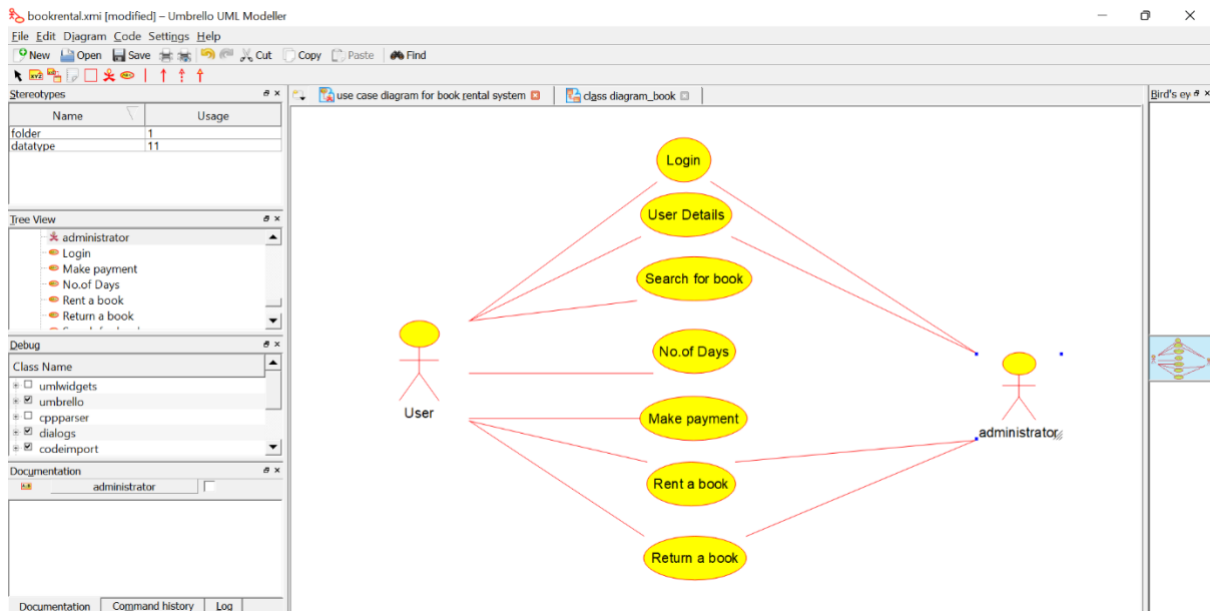 bookrental.xmi [modified] – Umbrello UML Modeller
File Edit Diagram Code Settings Help
New Open Save Cut Copy Paste Find
Stereotypes
Name Usage
folder 1
datatype 11
Tree View
administrator
Login
Make payment
No.of Days
Rent a book
Return a book
Debug
Class Name
umlwidgets
umbrello
cppparser
dialogs
codeimport
Documentation
administrator
Documentation Command history Log
use case diagram for book rental system class diagram_book
Login
User Details
Search for book
No.of Days
Make payment
Rent a book
Return a book
User
administrator
Bird's ey